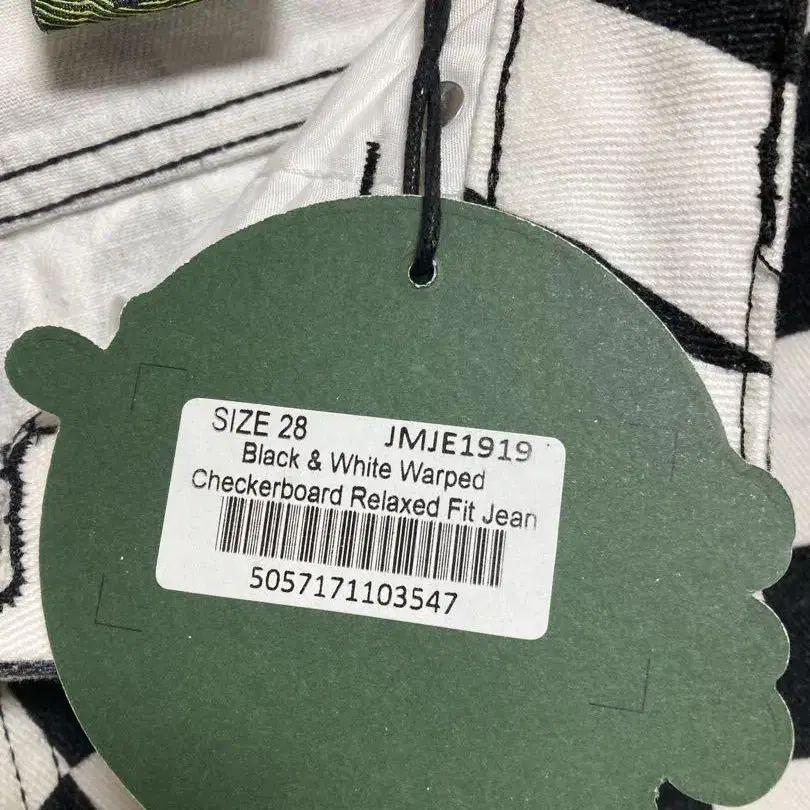 SIZE 28 JMJE1919
Black & White Warped
Checkerboard Relaxed Fit Jean
5057171103547